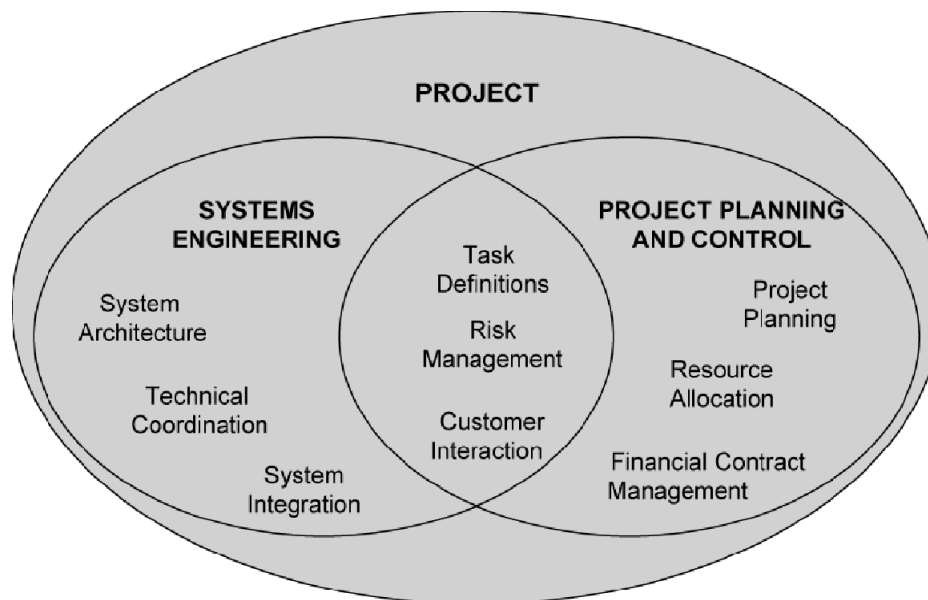 PROJECT
SYSTEMS
ENGINEERING
System
Architecture
Technical
Coordination
System
Integration
Task
Definitions
Risk
Management
Customer
Interaction
PROJECT PLANNING
AND CONTROL
Project
Planning
Resource
Allocation
Financial Contract
Management